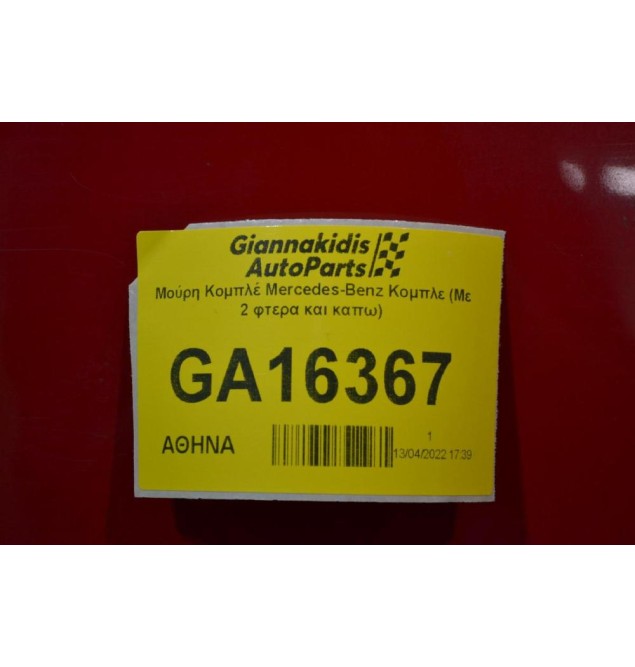 Giannakidis
AutoParts
Μούρη Κομπλέ Mercedes-Benz Κομπλε (Με
2 φτερα και καπω)
GA16367
ΑΘΗΝΑ
1
13/04/2022 17:39